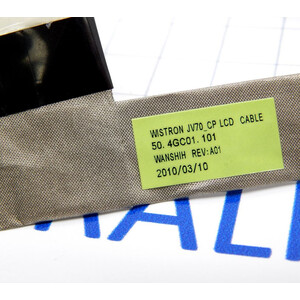 WISTRON JV70_CP LCD CABLE
50.4GC01.101
WANSHIH REV:A01
2010/03/10